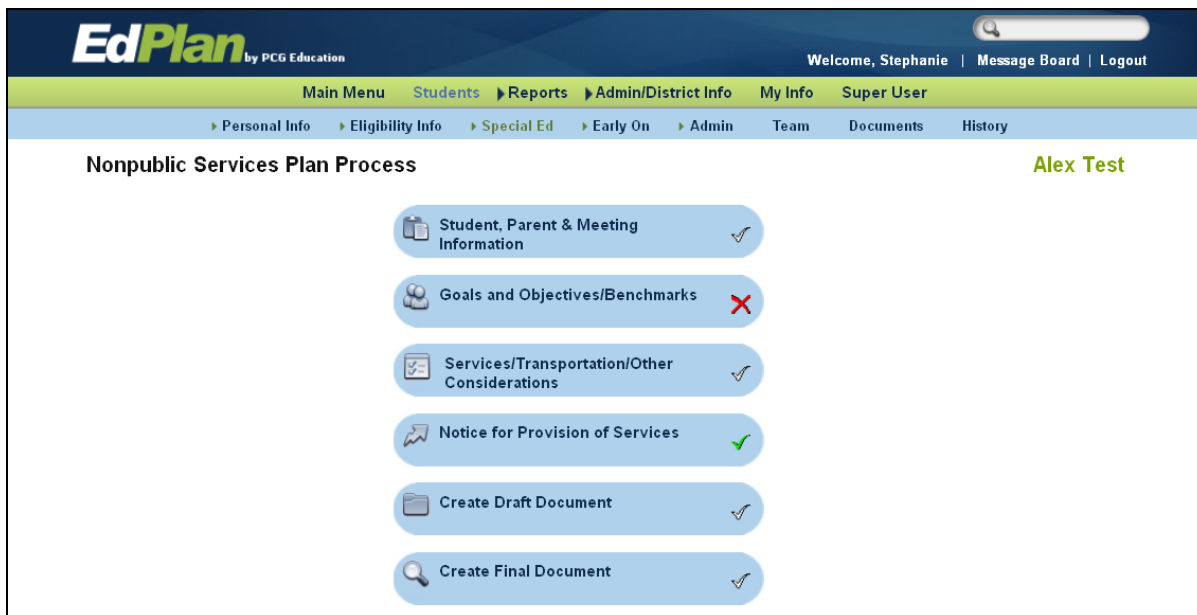 EdPlan by PCG Education
Welcome, Stephanie | Message Board | Logout
Main Menu Students Reports Admin/District Info My Info Super User
Personal Info Eligibility Info Special Ed Early On Admin Team Documents History
Nonpublic Services Plan Process Alex Test
Student, Parent & Meeting
Information
Goals and Objectives/Benchmarks
Services/Transportation/Other
Considerations
Notice for Provision of Services
Create Draft Document
Create Final Document